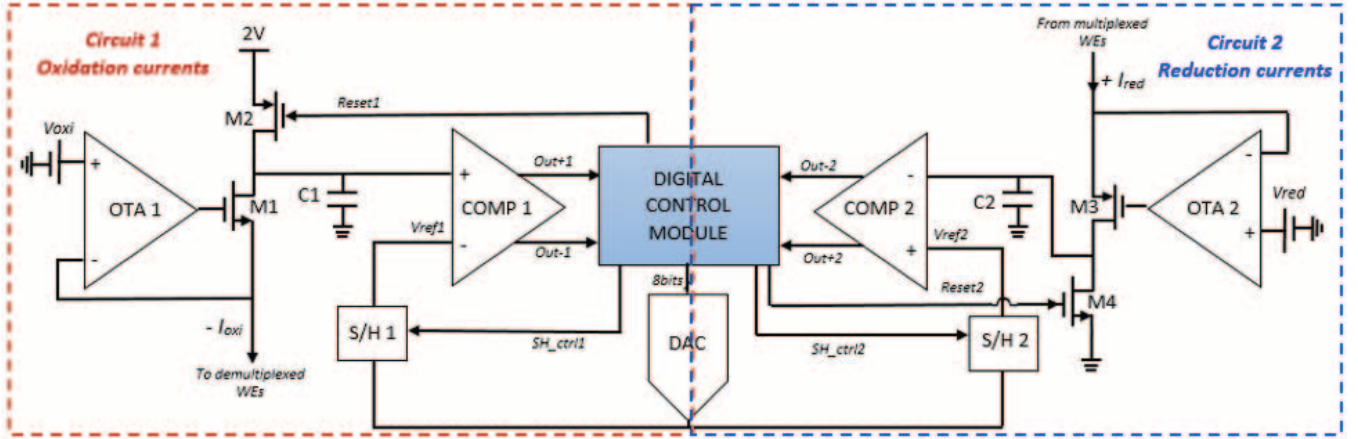 Circuit 1
Oxidation currents
2V
M2
Reset1
Voxi
+
-
OTA 1
M1
C1
+
-
COMP 1
Vref1
Out+1
Out-1
- Ioxi
To demultiplexed
WEs
S/H 1
SH_ctrl1
DIGITAL
CONTROL
MODULE
8bits
DAC
From multiplexed
WEs
+ Ired
Circuit 2
Reduction currents
Out-2
Out+2
COMP 2
-
+
Vref2
C2
M3
-
+
OTA 2
Vred
Reset2
M4
SH_ctrl2
S/H 2